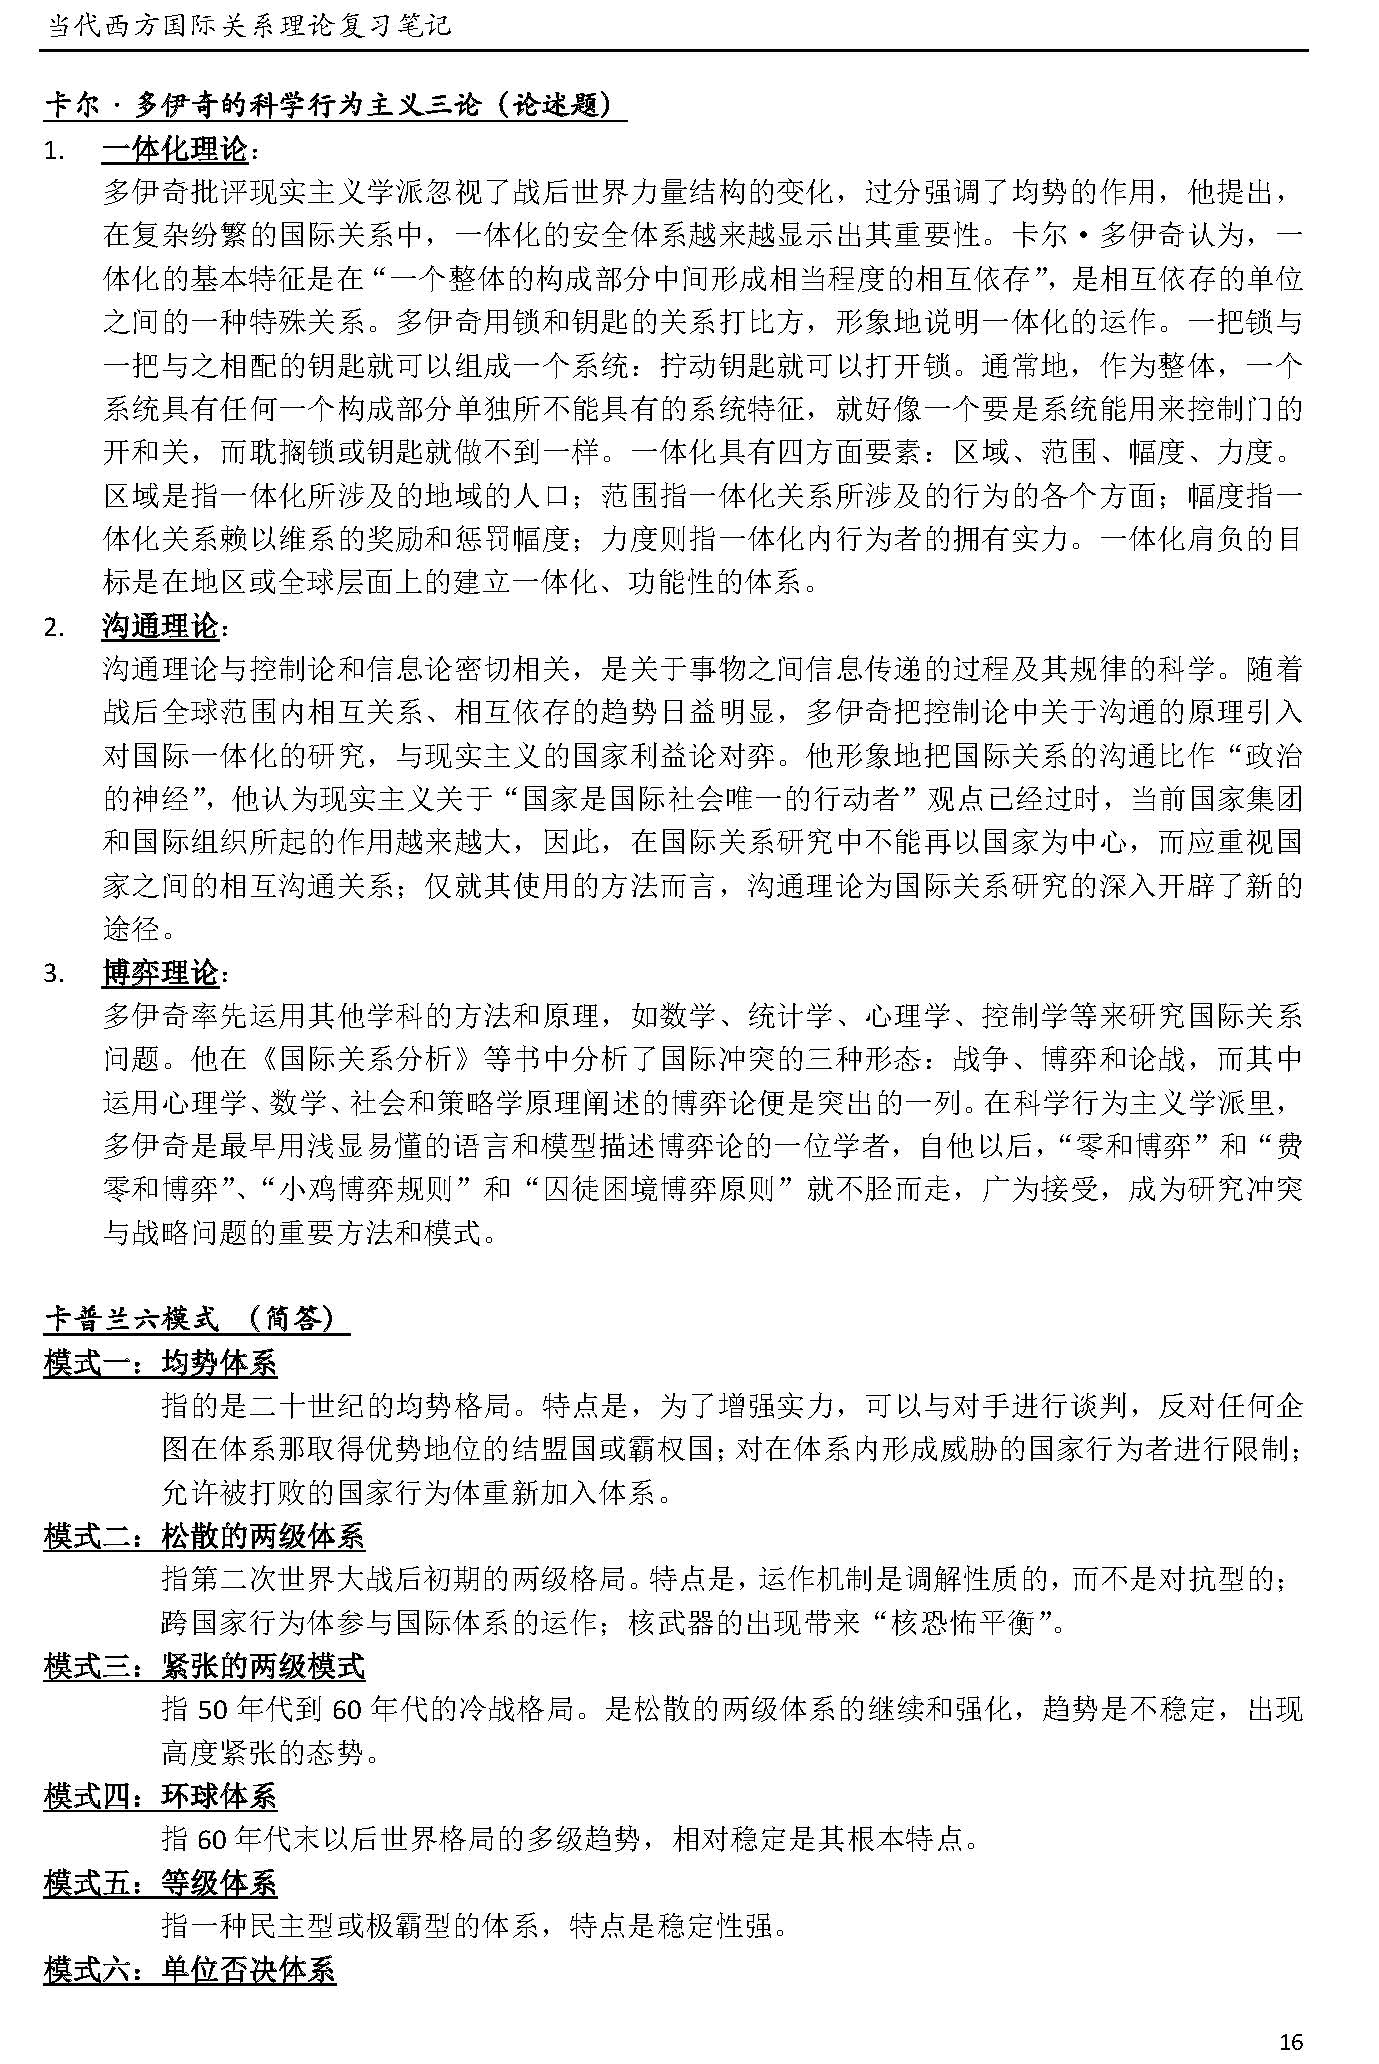 当代西方国际关系理论复习笔记
卡尔·多伊奇的科学行为主义三论（论述题）
1. 一体化理论：
多伊奇批评现实主义学派忽视了战后世界力量结构的变化，过分强调了均势的作用，他提出，
在复杂纷繁的国际关系中，一体化的安全体系越来越显示出其重要性。卡尔•多伊奇认为，一
体化的基本特征是在“一个整体的构成部分中间形成相当程度的相互依存”，是相互依存的单位
之间的一种特殊关系。多伊奇用锁和钥匙的关系打比方，形象地说明一体化的运作。一把锁与
一把与之相配的钥匙就可以组成一个系统：拧动钥匙就可以打开锁。通常地，作为整体，一个
系统具有任何一个构成部分单独所不能具有的系统特征，就好像一个要是系统能用来控制门的
开和关，而耽搁锁或钥匙就做不到一样。一体化具有四方面要素：区域、范围、幅度、力度。
区域是指一体化所涉及的地域的人口；范围指一体化关系所涉及的行为的各个方面；幅度指一
体化关系赖以维系的奖励和惩罚幅度；力度则指一体化内行为者的拥有实力。一体化肩负的目
标是在地区或全球层面上的建立一体化、功能性的体系。
2. 沟通理论：
沟通理论与控制论和信息论密切相关，是关于事物之间信息传递的过程及其规律的科学。随着
战后全球范围内相互关系、相互依存的趋势日益明显，多伊奇把控制论中关于沟通的原理引入
对国际一体化的研究，与现实主义的国家利益论对弈。他形象地把国际关系的沟通比作“政治
的神经”，他认为现实主义关于“国家是国际社会唯一的行动者”观点已经过时，当前国家集团
和国际组织所起的作用越来越大，因此，在国际关系研究中不能再以国家为中心，而应重视国
家之间的相互沟通关系；仅就其使用的方法而言，沟通理论为国际关系研究的深入开辟了新的
途径。
3. 博弈理论：
多伊奇率先运用其他学科的方法和原理，如数学、统计学、心理学、控制学等来研究国际关系
问题。他在《国际关系分析》等书中分析了国际冲突的三种形态：战争、博弈和论战，而其中
运用心理学、数学、社会和策略学原理阐述的博弈论便是突出的一列。在科学行为主义学派里，
多伊奇是最早用浅显易懂的语言和模型描述博弈论的一位学者，自他以后，“零和博弈”和“费
零和博弈”、“小鸡博弈规则”和“囚徒困境博弈原则”就不胫而走，广为接受，成为研究冲突
与战略问题的重要方法和模式。
卡普兰六模式 （简答）
模式一：均势体系
指的是二十世纪的均势格局。特点是，为了增强实力，可以与对手进行谈判，反对任何企
图在体系那取得优势地位的结盟国或霸权国；对在体系内形成威胁的国家行为者进行限制；
允许被打败的国家行为体重新加入体系。
模式二：松散的两级体系
指第二次世界大战后初期的两级格局。特点是，运作机制是调解性质的，而不是对抗型的；
跨国家行为体参与国际体系的运作；核武器的出现带来“核恐怖平衡”。
模式三：紧张的两级模式
指 50 年代到 60 年代的冷战格局。是松散的两级体系的继续和强化，趋势是不稳定，出现
高度紧张的态势。
模式四：环球体系
指 60 年代末以后世界格局的多级趋势，相对稳定是其根本特点。
模式五：等级体系
指一种民主型或极霸型的体系，特点是稳定性强。
模式六：单位否决体系
16